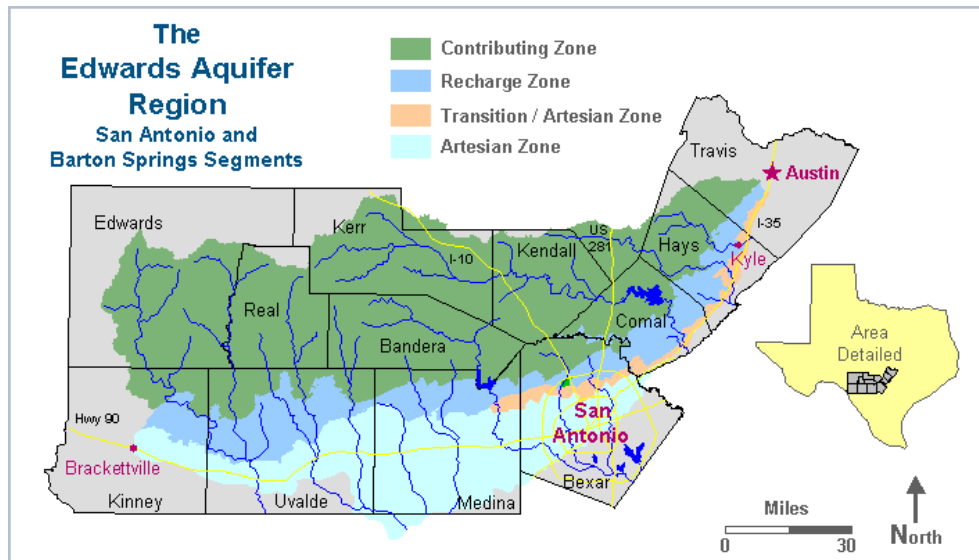 The
Edwards Aquifer
Region
San Antonio and
Barton Springs Segments
Contributing Zone
Recharge Zone
Transition / Artesian Zone
Artesian Zone
Travis
Austin
Edwards
Kerr
US
281
I-35
Kendall
Hays
I-10
Kyle
Real
Comal
Bandera
Area
Detailed
San
Antonio
Hwy 90
Brackettville
Bexar
Kinney
Uvalde
Medina
Miles
0
30
North